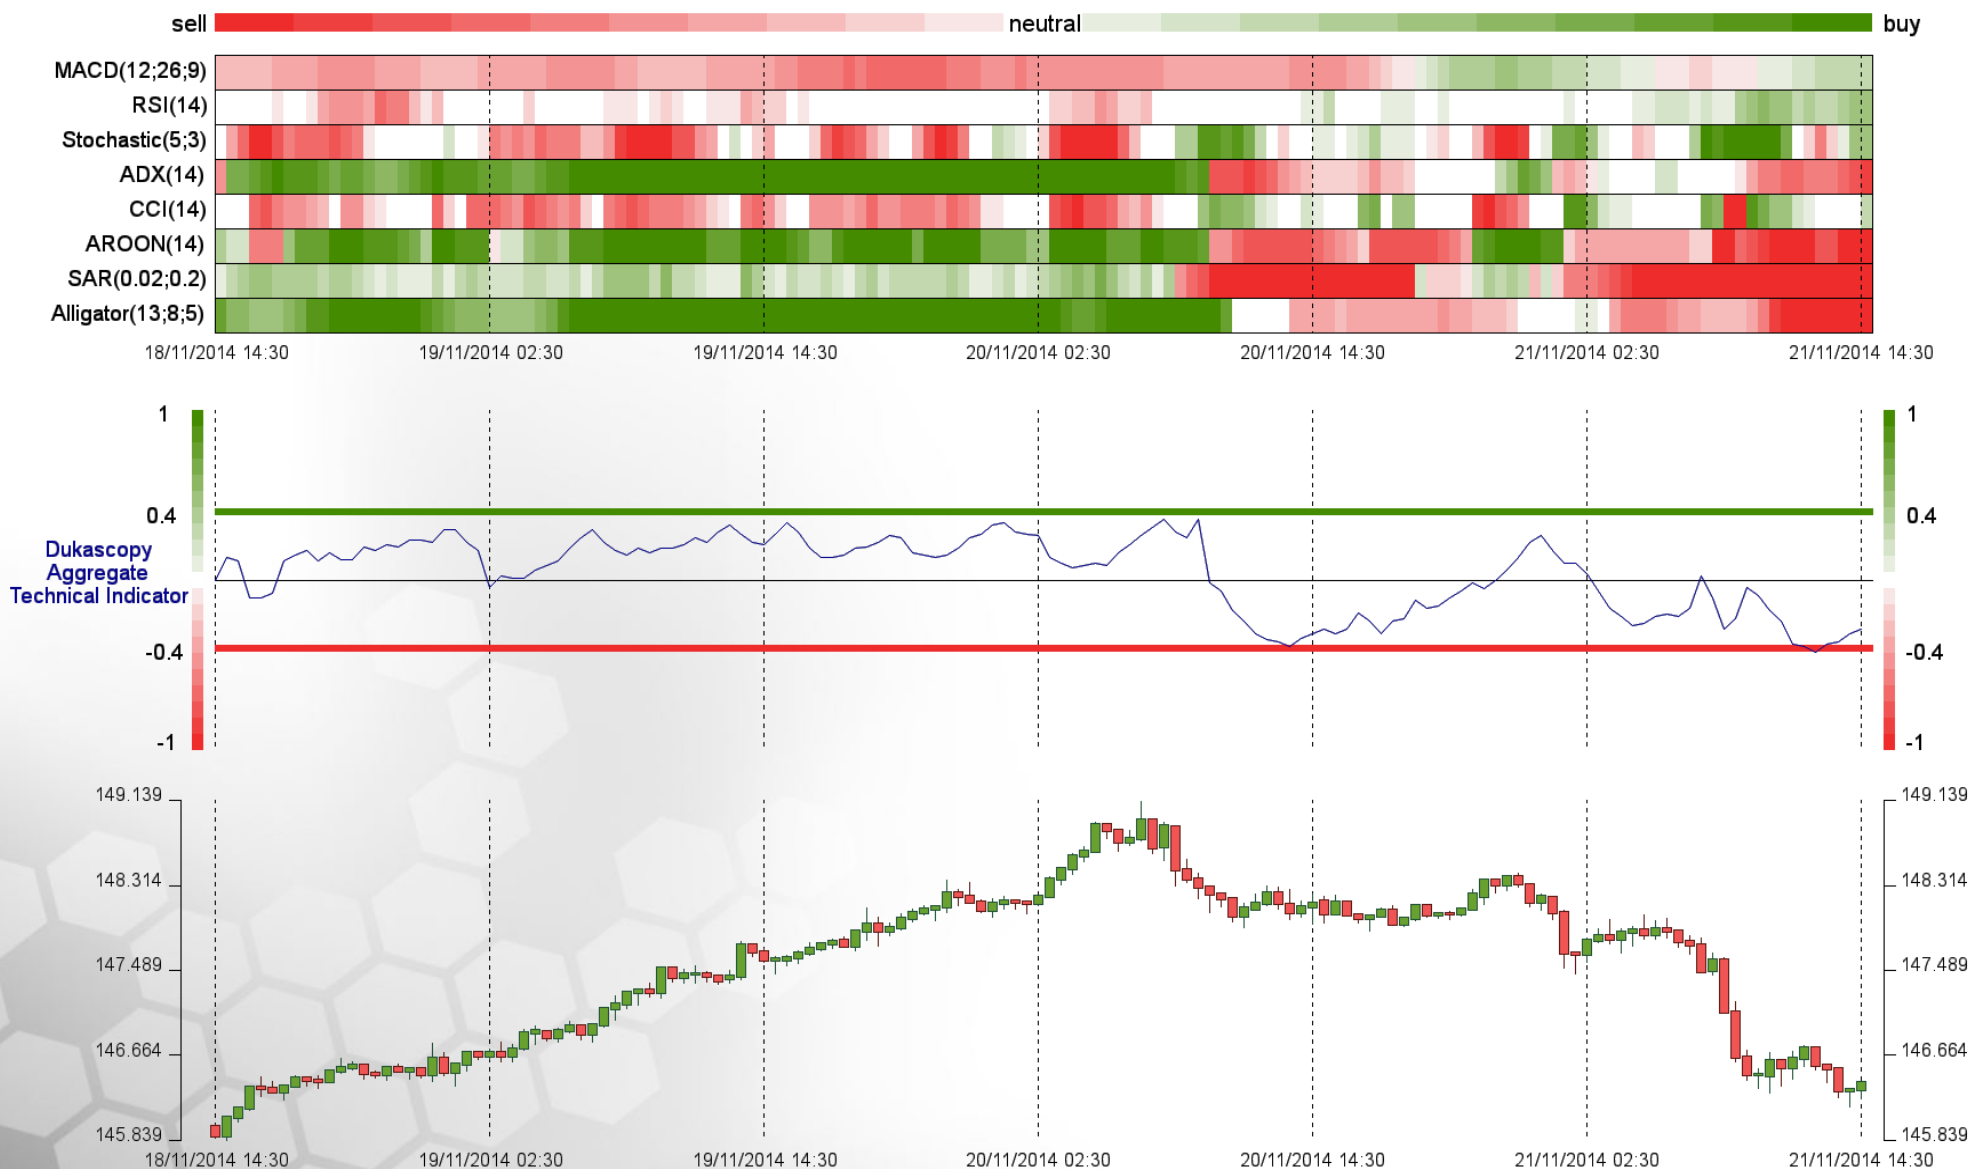 sell neutral buy
MACD(12;26;9)
RSI(14)
Stochastic(5;3)
ADX(14)
CCI(14)
AROON(14)
SAR(0.02;0.2)
Alligator(13;8;5)
18/11/2014 14:30 19/11/2014 02:30 19/11/2014 14:30 20/11/2014 02:30 20/11/2014 14:30 21/11/2014 02:30 21/11/2014 14:30
1 1
0.4 0.4
Dukascopy
Aggregate
Technical Indicator
-0.4 -0.4
-1 -1
149.139 149.139
148.314 148.314
147.489 147.489
146.664 146.664
145.839 145.839
18/11/2014 14:30 19/11/2014 02:30 19/11/2014 14:30 20/11/2014 02:30 20/11/2014 14:30 21/11/2014 02:30 21/11/2014 14:30